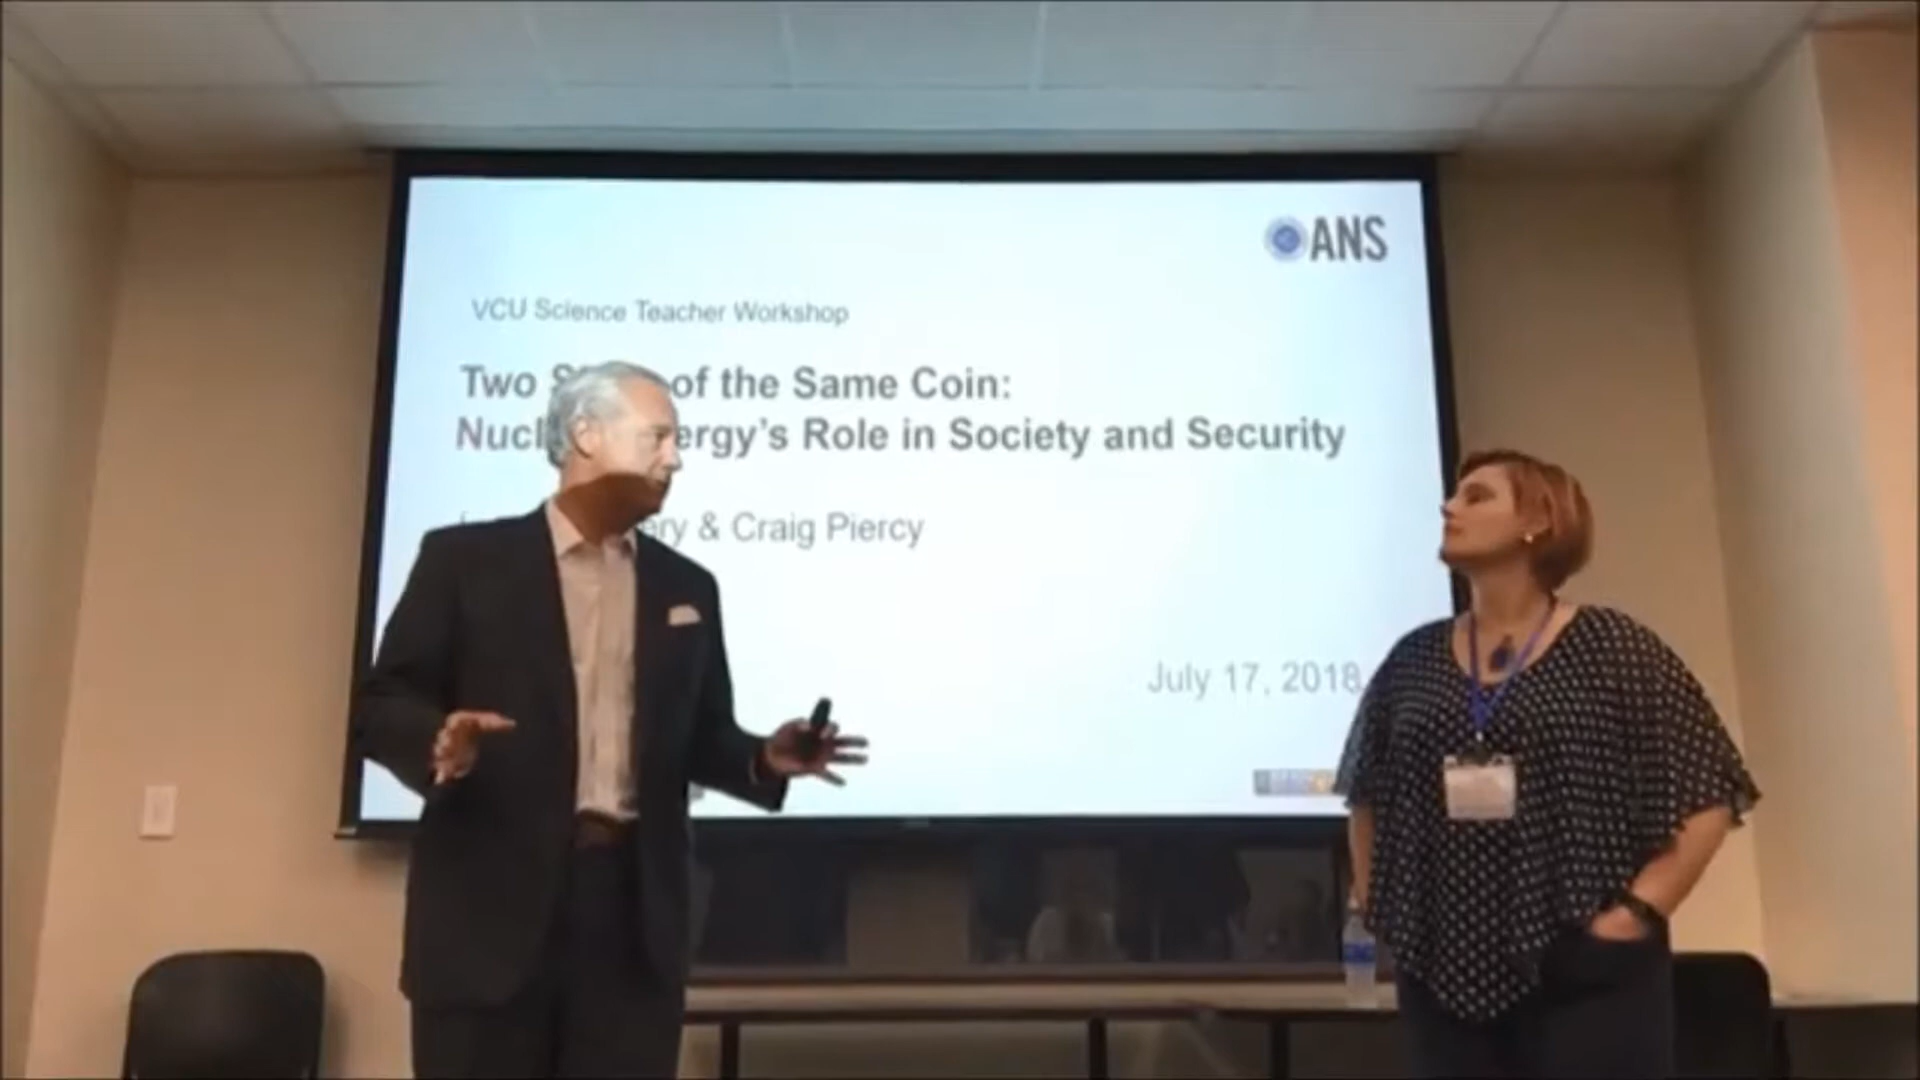 ANS
VCU Science Teacher Workshop
Two of the Same Coin:
Nucl ergy's Role in Society and Security
ery & Craig Piercy
July 17, 2018